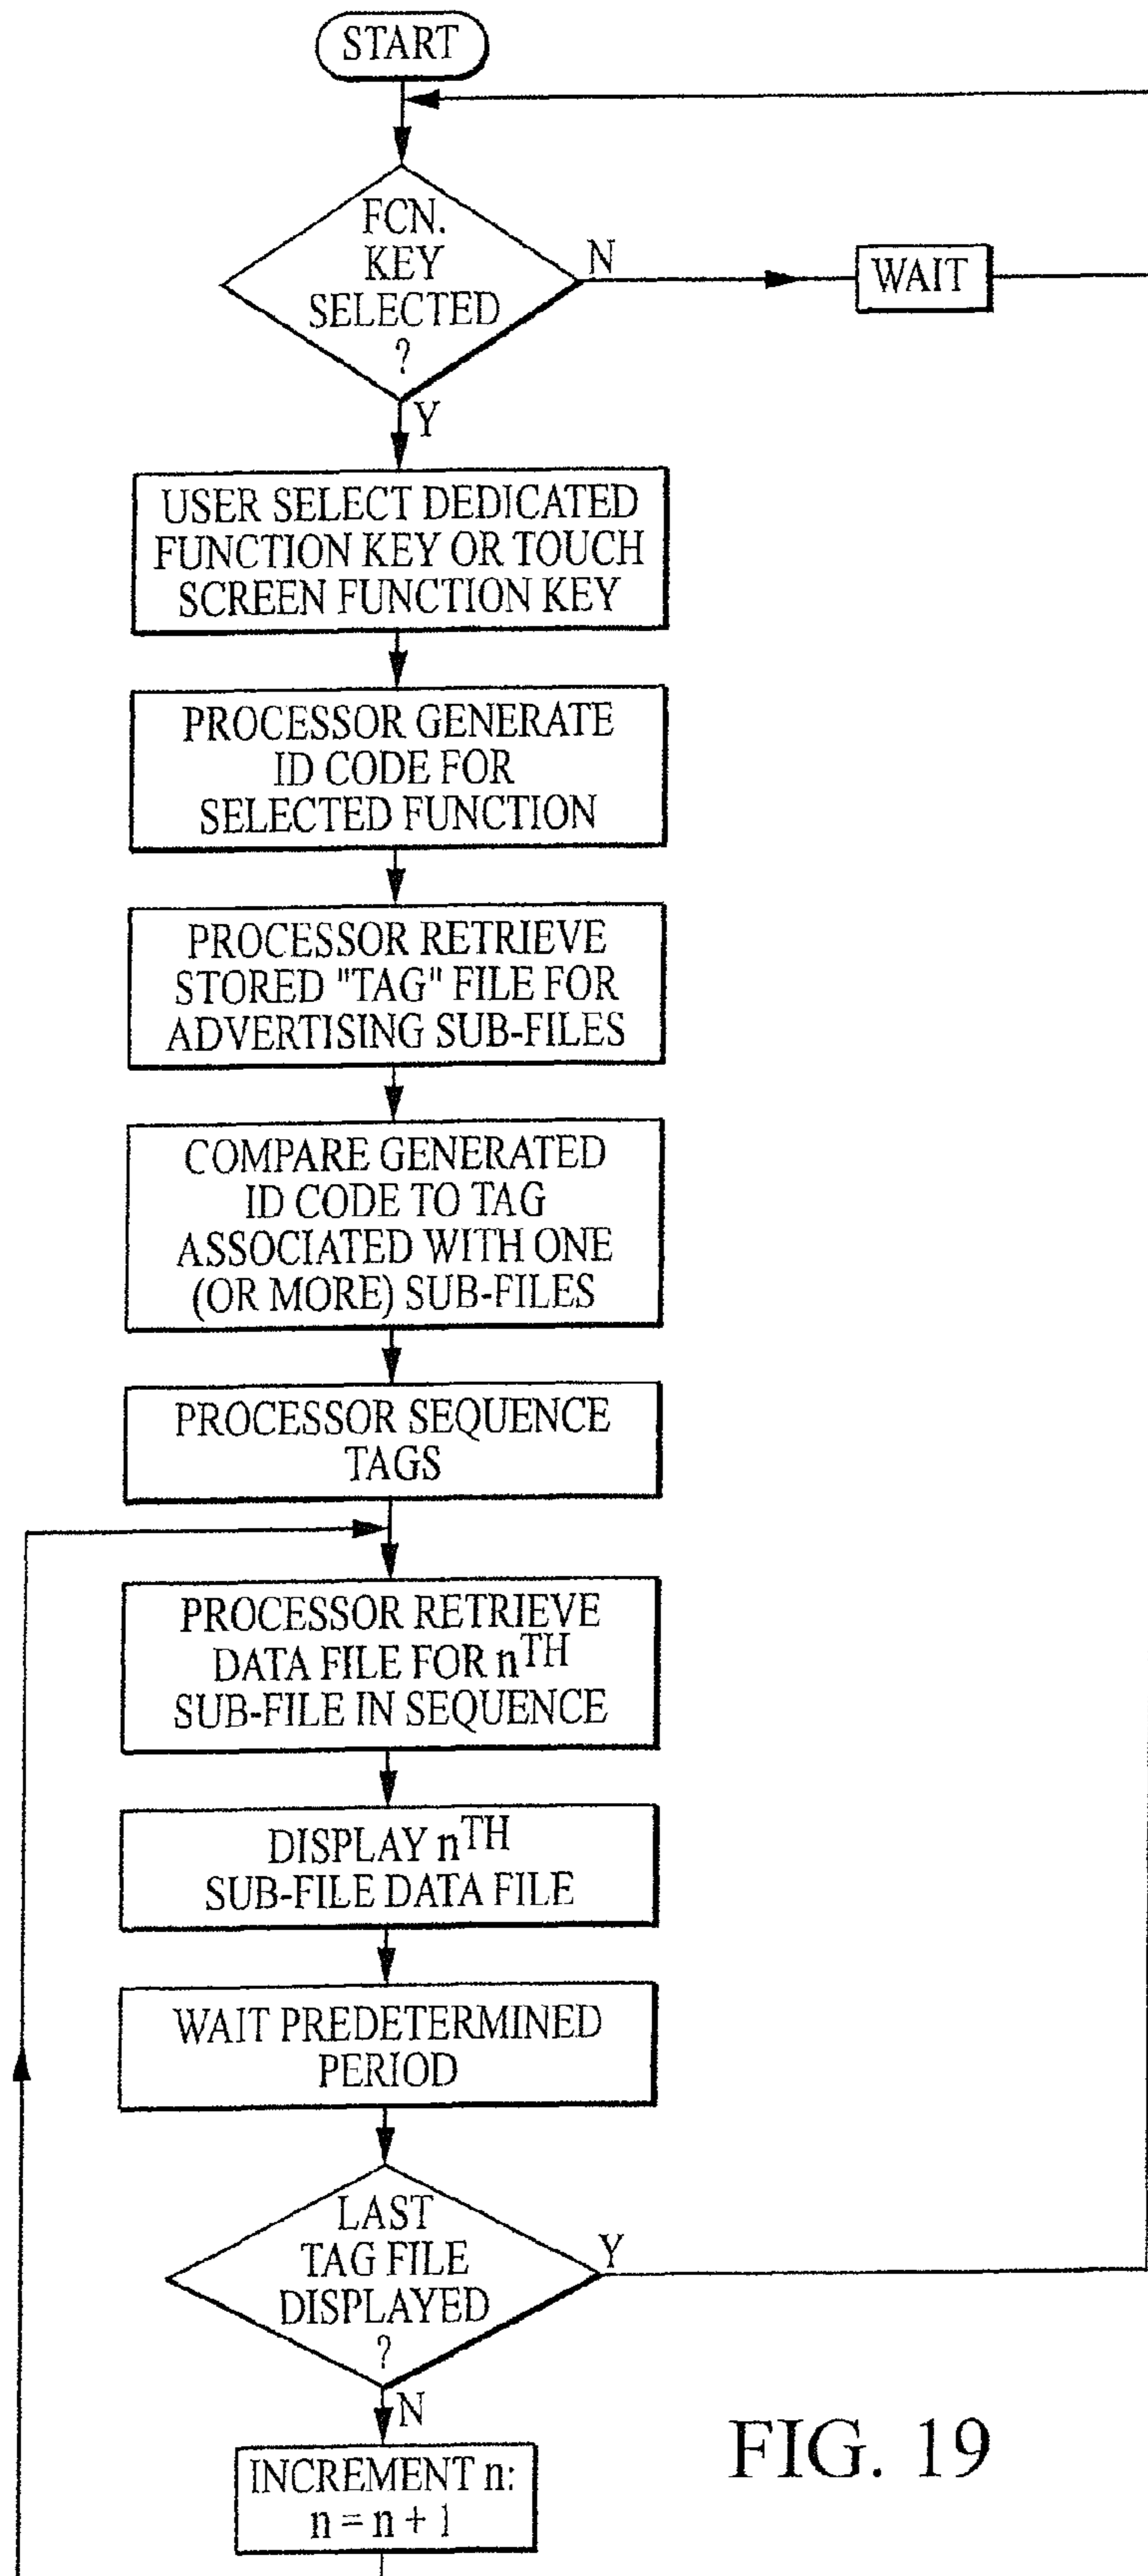 START
FCN.
KEY
SELECTED
?
N
WAIT
Y
USER SELECT DEDICATED
FUNCTION KEY OR TOUCH
SCREEN FUNCTION KEY
PROCESSOR GENERATE
ID CODE FOR
SELECTED FUNCTION
PROCESSOR RETRIEVE
STORED "TAG" FILE FOR
ADVERTISING SUB-FILES
COMPARE GENERATED
ID CODE TO TAG
ASSOCIATED WITH ONE
(OR MORE) SUB-FILES
PROCESSOR SEQUENCE
TAGS
PROCESSOR RETRIEVE
DATA FILE FOR nTH
SUB-FILE IN SEQUENCE
DISPLAY nTH
SUB-FILE DATA FILE
WAIT PREDETERMINED
PERIOD
LAST
TAG FILE
DISPLAYED
?
Y
N
INCREMENT n:
n = n + 1
FIG. 19